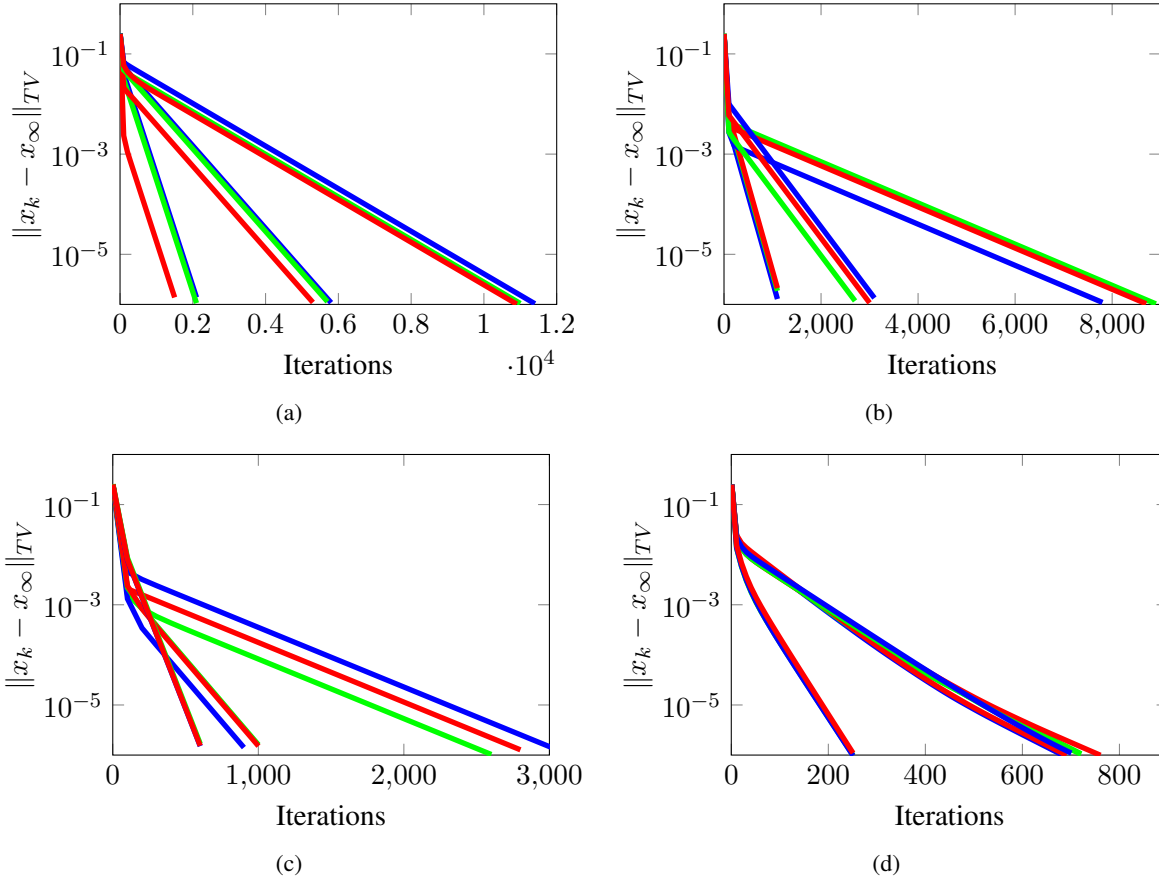 10^{-1}
10^{-3}
10^{-5}
||x_k − x_∞||_{TV}
0 0.2 0.4 0.6 0.8 1 1.2
·10^4
Iterations
(a)
10^{-1}
10^{-3}
10^{-5}
||x_k − x_∞||_{TV}
0 2,000 4,000 6,000 8,000
Iterations
(b)
10^{-1}
10^{-3}
10^{-5}
||x_k − x_∞||_{TV}
0 1,000 2,000 3,000
Iterations
(c)
10^{-1}
10^{-3}
10^{-5}
||x_k − x_∞||_{TV}
0 200 400 600 800
Iterations
(d)